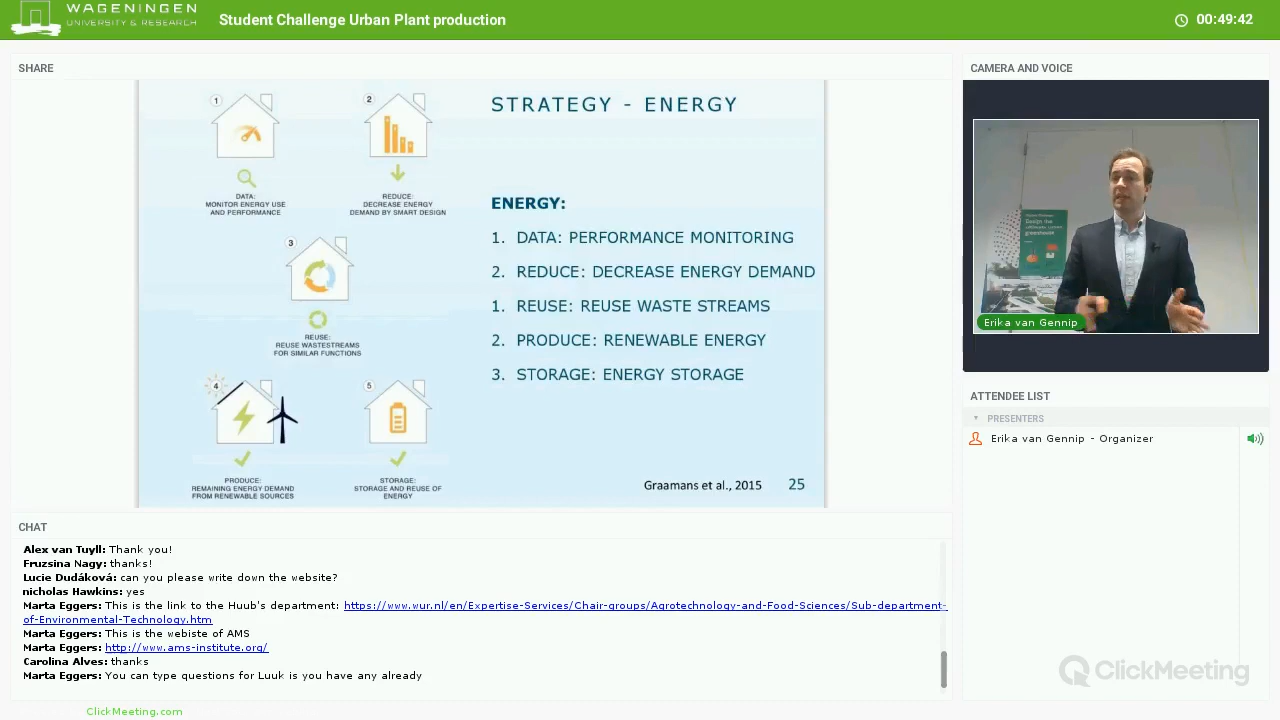 WAGENINGEN
UNIVERSITY & RESEARCH
Student Challenge Urban Plant production
00:49:42
SHARE
1
2
DATA:
MONITOR ENERGY USE
AND PERFORMANCE
REDUCE:
DECREASE ENERGY
DEMAND BY SMART DESIGN
3
REUSE:
REUSE WASTESTREAMS
FOR SIMILAR FUNCTIONS
4
5
PRODUCE:
REMAINING ENERGY DEMAND
FROM RENEWABLE SOURCES
STORAGE:
STORAGE AND REUSE OF
ENERGY
STRATEGY - ENERGY
ENERGY:
1. DATA: PERFORMANCE MONITORING
2. REDUCE: DECREASE ENERGY DEMAND
1. REUSE: REUSE WASTE STREAMS
2. PRODUCE: RENEWABLE ENERGY
3. STORAGE: ENERGY STORAGE
Graamans et al., 2015 25
CAMERA AND VOICE
Design the
greenhouse
Erika van Gennip
ATTENDEE LIST
PRESENTERS
Erika van Gennip - Organizer
CHAT
Alex van Tuyll: Thank you!
Fruzsina Nagy: thanks!
Lucie Dudáková: can you please write down the website?
nicholas Hawkins: yes
Marta Eggers: This is the link to the Huub's department: https://www.wur.nl/en/Expertise-Services/Chair-groups/Agrotechnology-and-Food-Sciences/Sub-department-
of-Environmental-Technology.htm
Marta Eggers: This is the webiste of AMS
Marta Eggers: http://www.ams-institute.org/
Carolina Alves: thanks
Marta Eggers: You can type questions for Luuk is you have any already
ClickMeeting
ClickMeeting.com